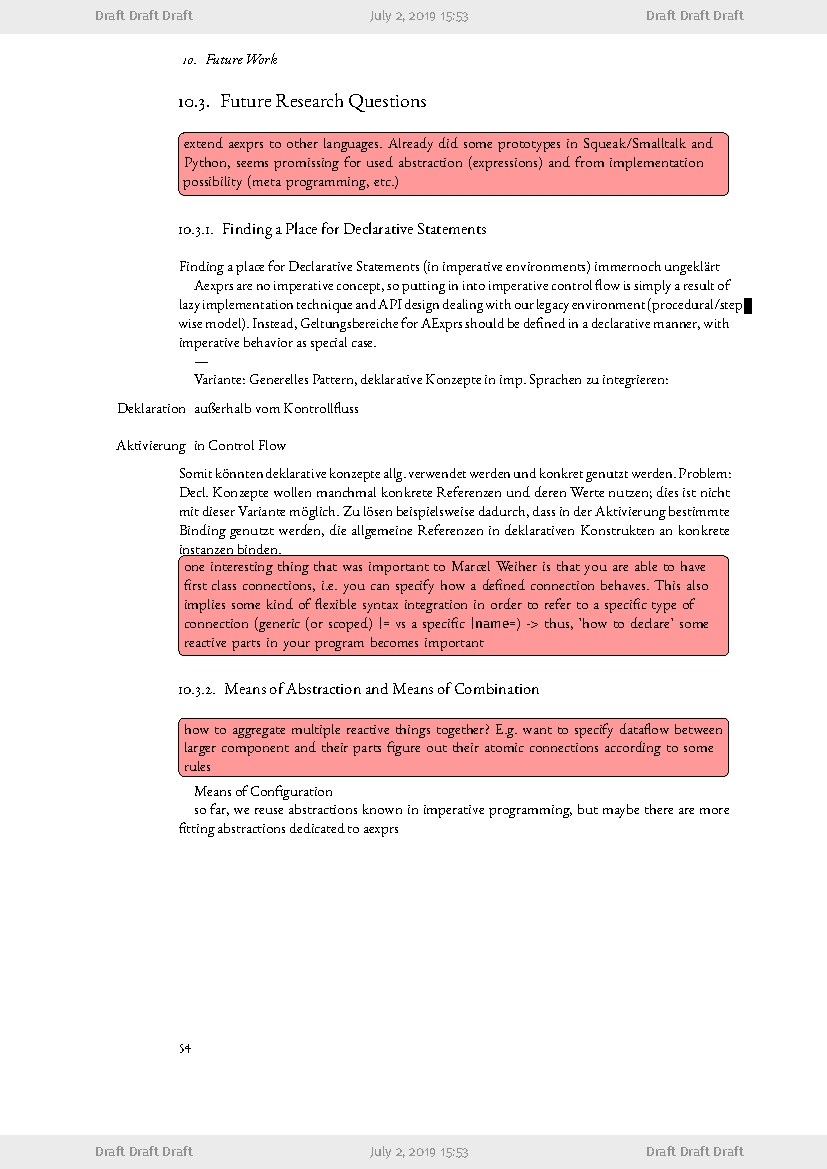 Draft Draft Draft July 2, 2019 15:53 Draft Draft Draft
10. Future Work
10.3. Future Research Questions
extend aexprs to other languages. Already did some prototypes in Squeak/Smalltalk and
Python, seems promissing for used abstraction (expressions) and from implementation
possibility (meta programming, etc.)
10.3.1. Finding a Place for Declarative Statements
Finding a place for Declarative Statements (in imperative environments) immernoch ungeklärt
Aexprs are no imperative concept, so putting in into imperative control flow is simply a result of
lazy implementation technique and API design dealing with our legacy environment (procedural/step
wise model). Instead, Geltungsbereiche for AExprs should be defined in a declarative manner, with
imperative behavior as special case.
—
Variante: Generelles Pattern, deklarative Konzepte in imp. Sprachen zu integrieren:
Deklaration außerhalb vom Kontrollfluss
Aktivierung in Control Flow
Somit könnten deklarative konzepte allg. verwendet werden und konkret genutzt werden. Problem:
Decl. Konzepte wollen manchmal konkrete Referenzen und deren Werte nutzen; dies ist nicht
mit dieser Variante möglich. Zu lösen beispielsweise dadurch, dass in der Aktivierung bestimmte
Binding genutzt werden, die allgemeine Referenzen in deklarativen Konstrukten an konkrete
instanzen binden.
one interesting thing that was important to Marcel Weiher is that you are able to have
first class connections, i.e. you can specify how a defined connection behaves. This also
implies some kind of flexible syntax integration in order to refer to a specific type of
connection (generic (or scoped) |= vs a specific |name=) -> thus, 'how to declare' some
reactive parts in your program becomes important
10.3.2. Means of Abstraction and Means of Combination
how to aggregate multiple reactive things together? E.g. want to specify dataflow between
larger component and their parts figure out their atomic connections according to some
rules
Means of Configuration
so far, we reuse abstractions known in imperative programming, but maybe there are more
fitting abstractions dedicated to aexprs
54
Draft Draft Draft July 2, 2019 15:53 Draft Draft Draft